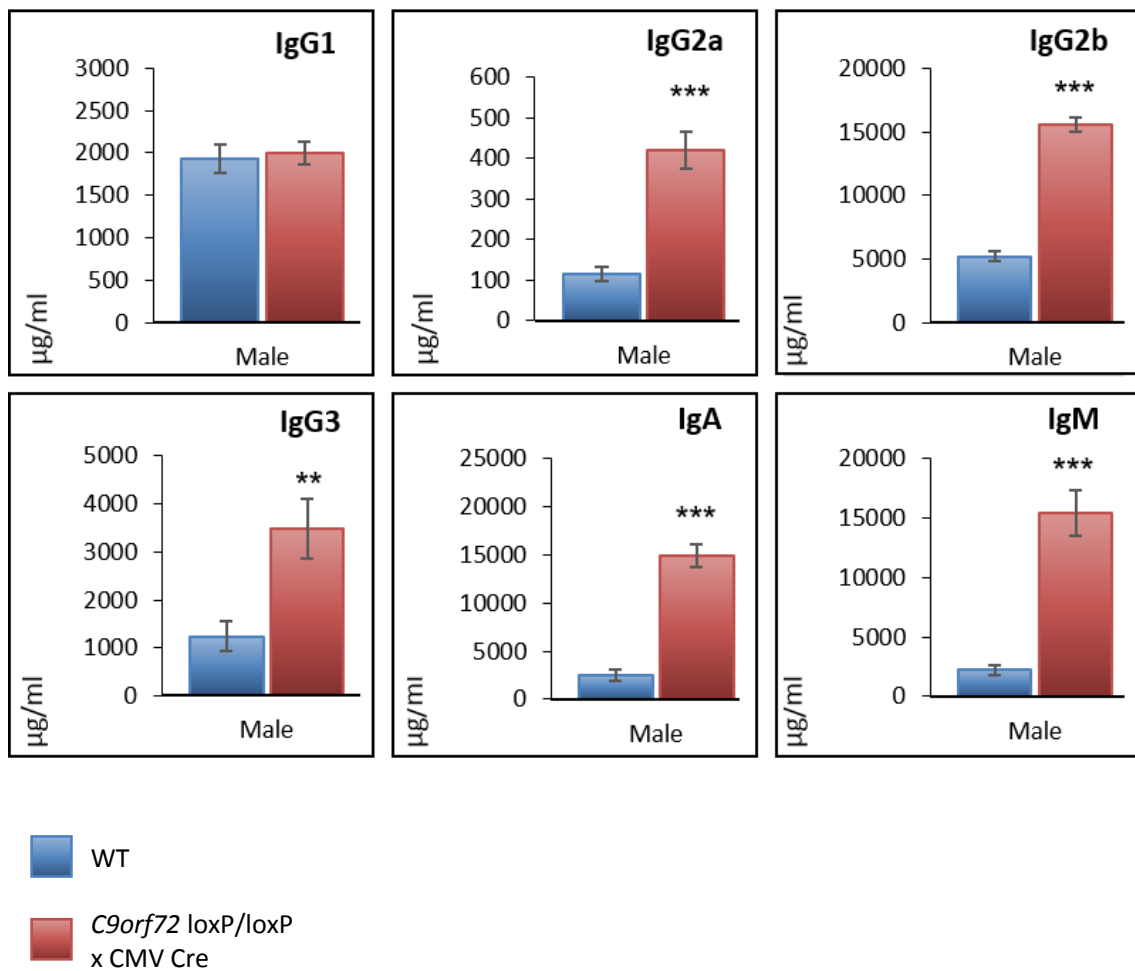 IgG1
3000
2500
2000
1500
1000
500
0
µg/ml
Male
IgG2a
600
500
400
300
200
100
0
***
µg/ml
Male
IgG2b
20000
15000
10000
5000
0
***
µg/ml
Male
IgG3
5000
4000
3000
2000
1000
0
**
µg/ml
Male
IgA
25000
20000
15000
10000
5000
0
***
µg/ml
Male
IgM
20000
15000
10000
5000
0
***
µg/ml
Male
WT
C9orf72 loxP/loxP
x CMV Cre